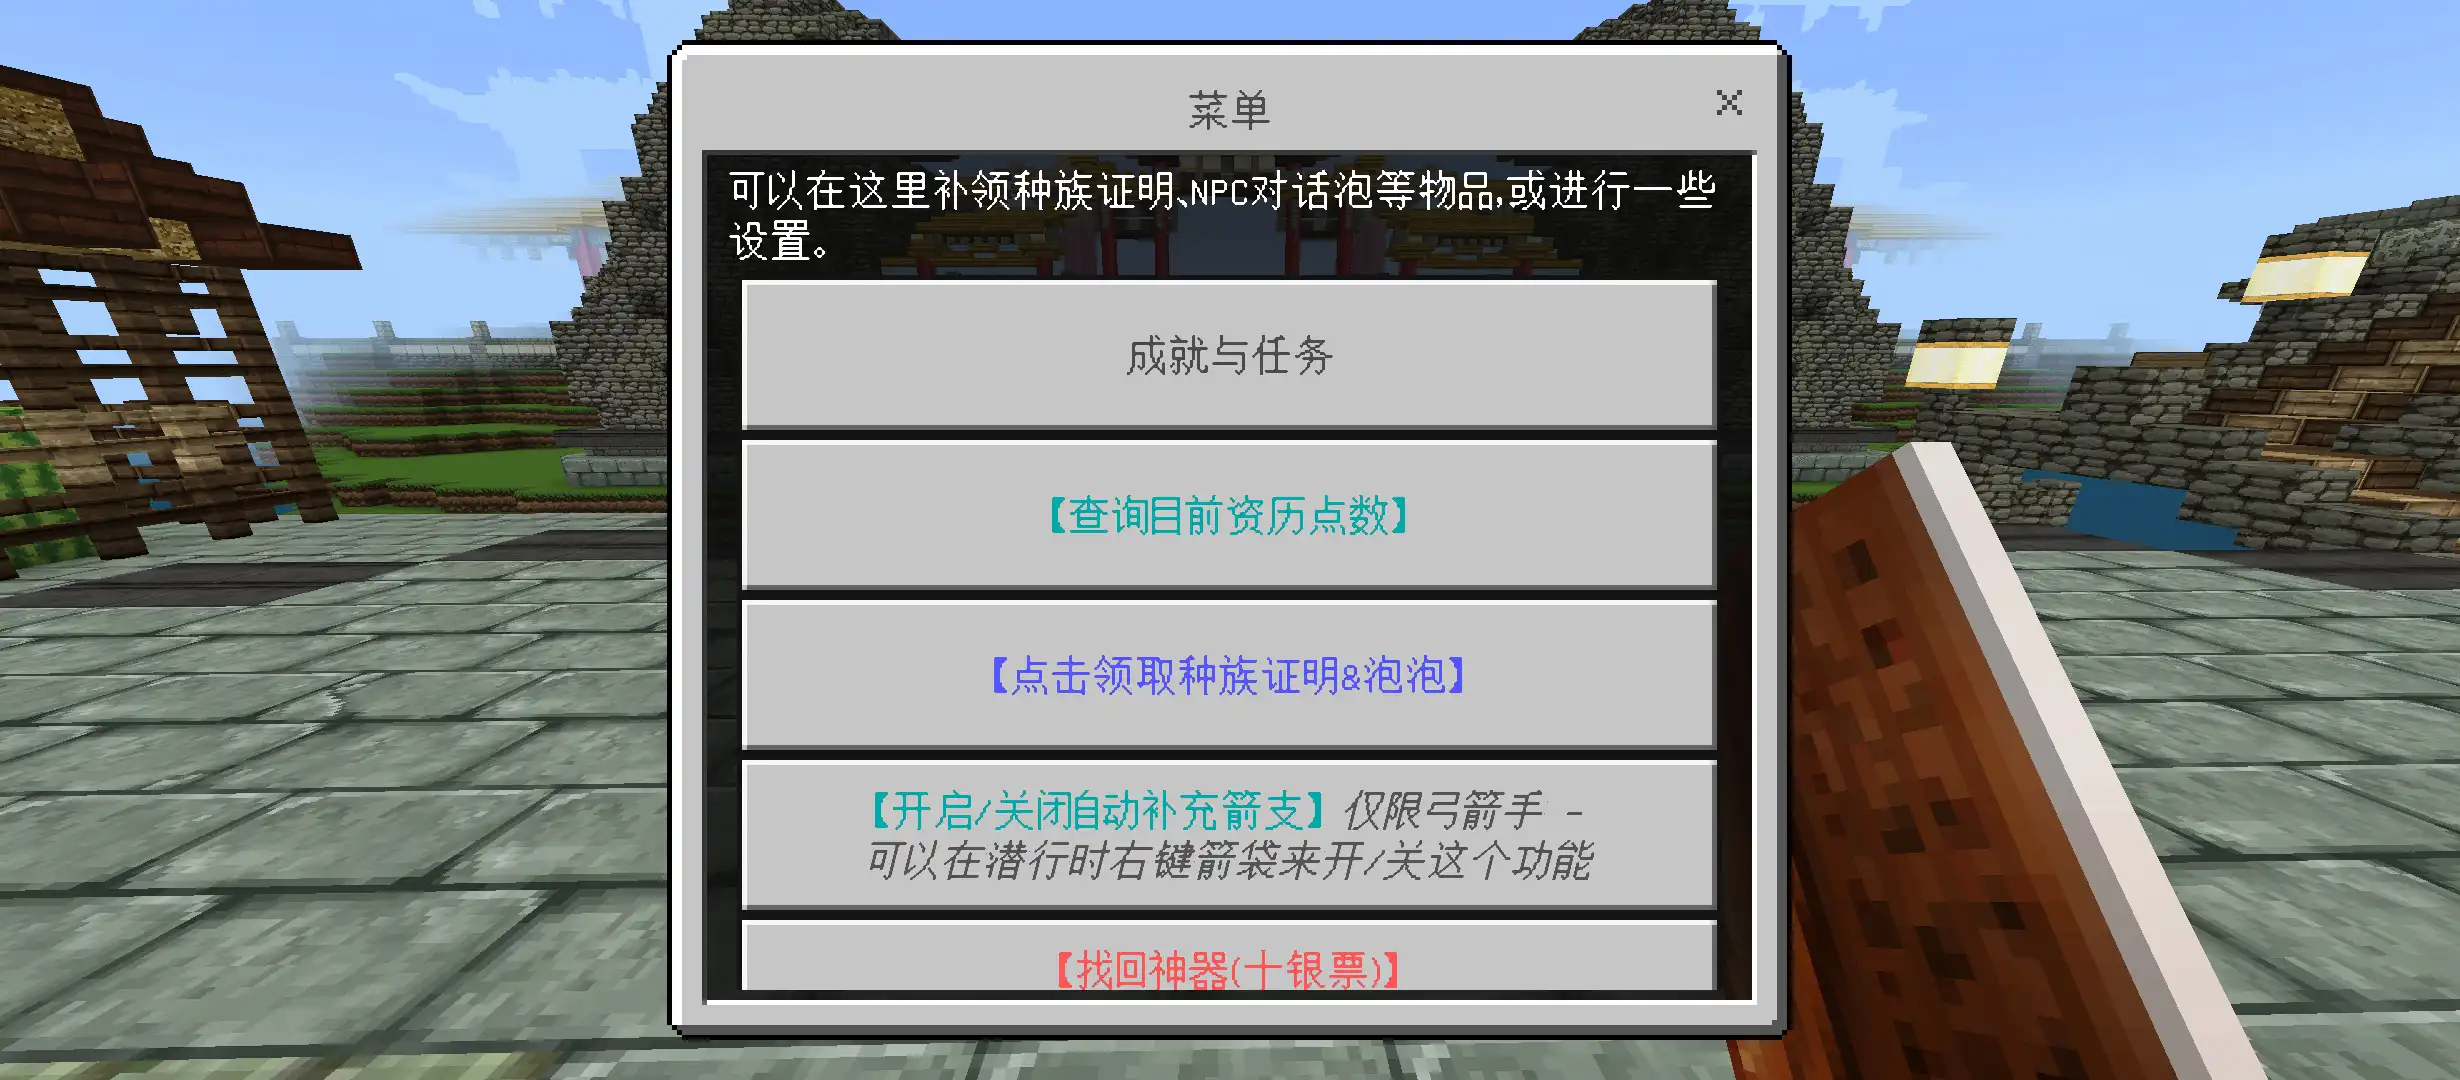 菜单
可以在这里补领种族证明、NPC对话泡等物品,或进行一些
设置。
成就与任务
【查询目前资历点数】
【点击领取种族证明&泡泡】
【开启/关闭自动补充箭支】仅限弓箭手 -
可以在潜行时右键箭袋来开/关这个功能
【找回神器(十银票)】